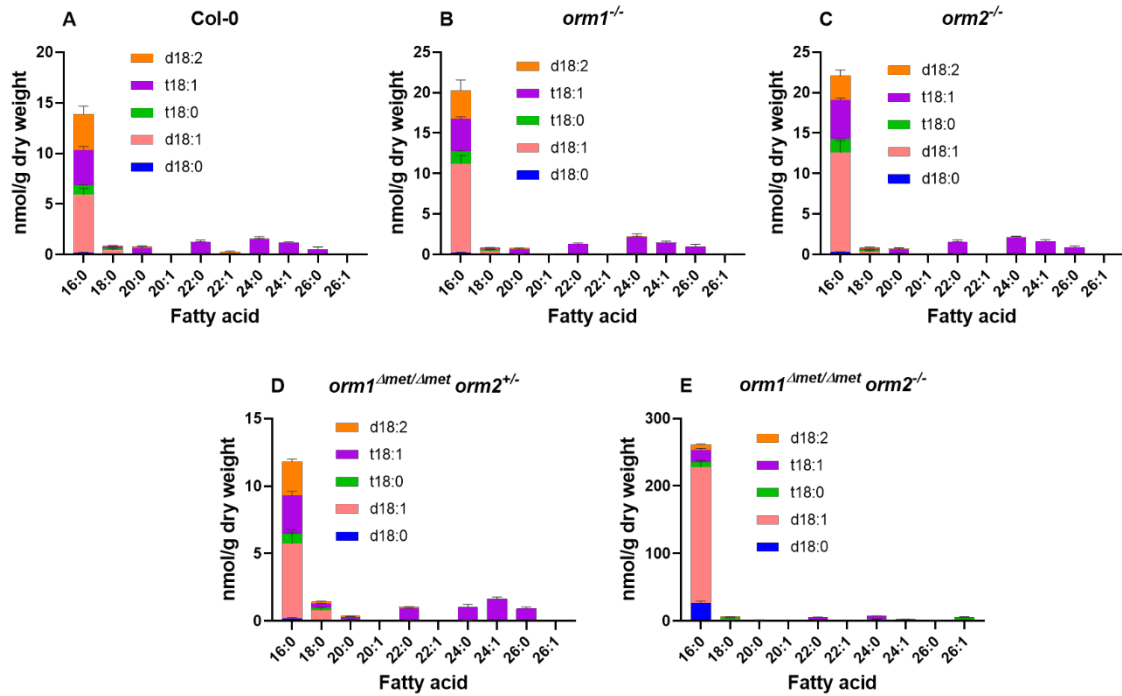 A
Col-0
nmol/g dry weight
20
15
10
5
0
d18:2
t18:1
t18:0
d18:1
d18:0
16:0 18:0 20:0 20:1 22:0 22:1 24:0 24:1 26:0 26:1
Fatty acid
B
orm1-/-
nmol/g dry weight
25
20
15
10
5
0
d18:2
t18:1
t18:0
d18:1
d18:0
16:0 18:0 20:0 20:1 22:0 22:1 24:0 24:1 26:0 26:1
Fatty acid
C
orm2-/-
nmol/g dry weight
25
20
15
10
5
0
d18:2
t18:1
t18:0
d18:1
d18:0
16:0 18:0 20:0 20:1 22:0 22:1 24:0 24:1 26:0 26:1
Fatty acid
D
orm1Δmet/Δmet orm2+/-
nmol/g dry weight
15
10
5
0
d18:2
t18:1
t18:0
d18:1
d18:0
16:0 18:0 20:0 20:1 22:0 22:1 24:0 24:1 26:0 26:1
Fatty acid
E
orm1Δmet/Δmet orm2-/-
nmol/g dry weight
300
200
100
0
d18:2
t18:1
t18:0
d18:1
d18:0
16:0 18:0 20:0 20:1 22:0 22:1 24:0 24:1 26:0 26:1
Fatty acid